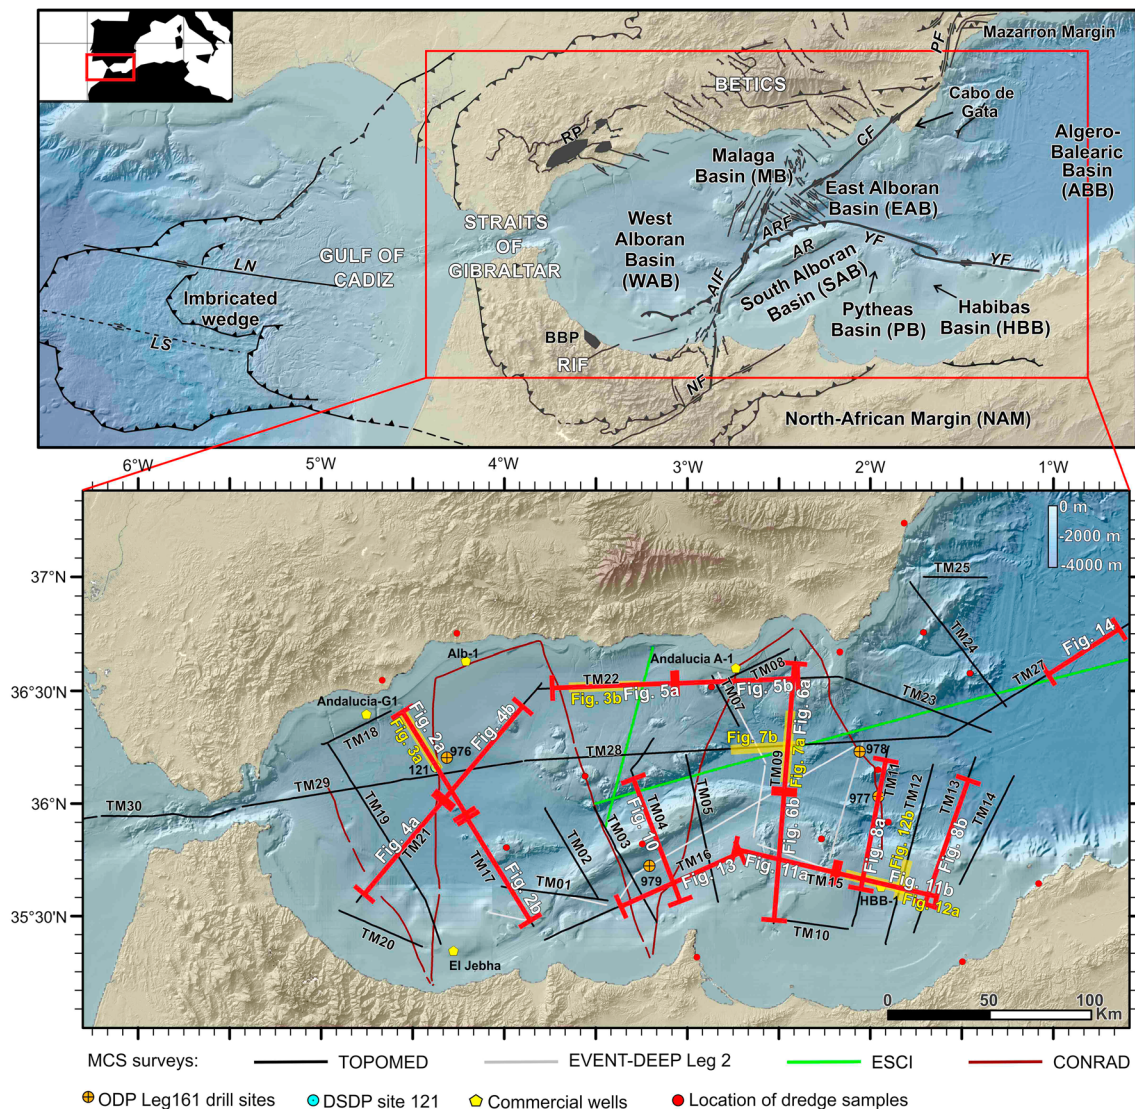 Mazarron Margin
PF
BETICS
Cabo de
Gata
RP
CF
Algero-
Balearic
Basin
(ABB)
Malaga
Basin (MB)
East Alboran
Basin (EAB)
STRAITS
OF
GIBRALTAR
West
Alboran
Basin
(WAB)
ARF
AR
YF
YF
GULF OF
CADIZ
LN
AIF
South Alboran
Basin (SAB)
Imbricated
wedge
Pytheas
Basin (PB)
Habibas
Basin (HBB)
LS
BBP
RIF
NF
North-African Margin (NAM)
6°W
5°W
4°W
3°W
2°W
1°W
0 m
-2000 m
-4000 m
37°N
36°30'N
36°0'N
35°30'N
TM25
TM24
Fig. 14
TM27
Alb-1
Andalucia A-1
TM08
TM22
Fig. 3b
Fig. 5a
Fig. 5b
TM07
Fig. 6a
TM23
Andalucia-G1
TM18
Fig. 2a
Fig. 3a
Fig. 4b
976
121
TM28
Fig. 7b
Fig. 7a
978
TM29
TM30
TM09
977
TM11
TM12
TM13
TM14
TM19
TM21
Fig. 4a
TM04
TM05
Fig. 10
TM03
TM02
Fig. 6b
Fig. 8a
Fig. 12b
Fig. 8b
TM17
Fig. 2b
TM01
979
TM16
Fig. 13
Fig. 11a
TM15
Fig. 11b
HBB-1
Fig. 12a
TM20
TM10
El Jebha
0 50 100
Km
MCS surveys: TOPOMED EVENT-DEEP Leg 2 ESCI CONRAD
ODP Leg161 drill sites DSDP site 121 Commercial wells Location of dredge samples